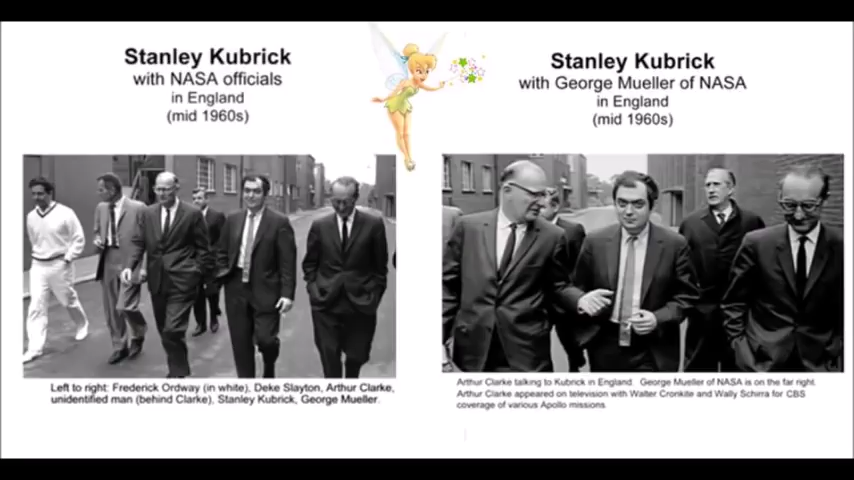 Stanley Kubrick
with NASA officials
in England
(mid 1960s)
Left to right: Frederick Ordway (in white), Deke Slayton, Arthur Clarke,
unidentified man (behind Clarke), Stanley Kubrick, George Mueller.
Stanley Kubrick
with George Mueller of NASA
in England
(mid 1960s)
Arthur Clarke talking to Kubrick in England. George Mueller of NASA is on the far right.
Arthur Clarke appeared on television with Walter Cronkite and Wally Schirra for CBS
coverage of various Apollo missions.